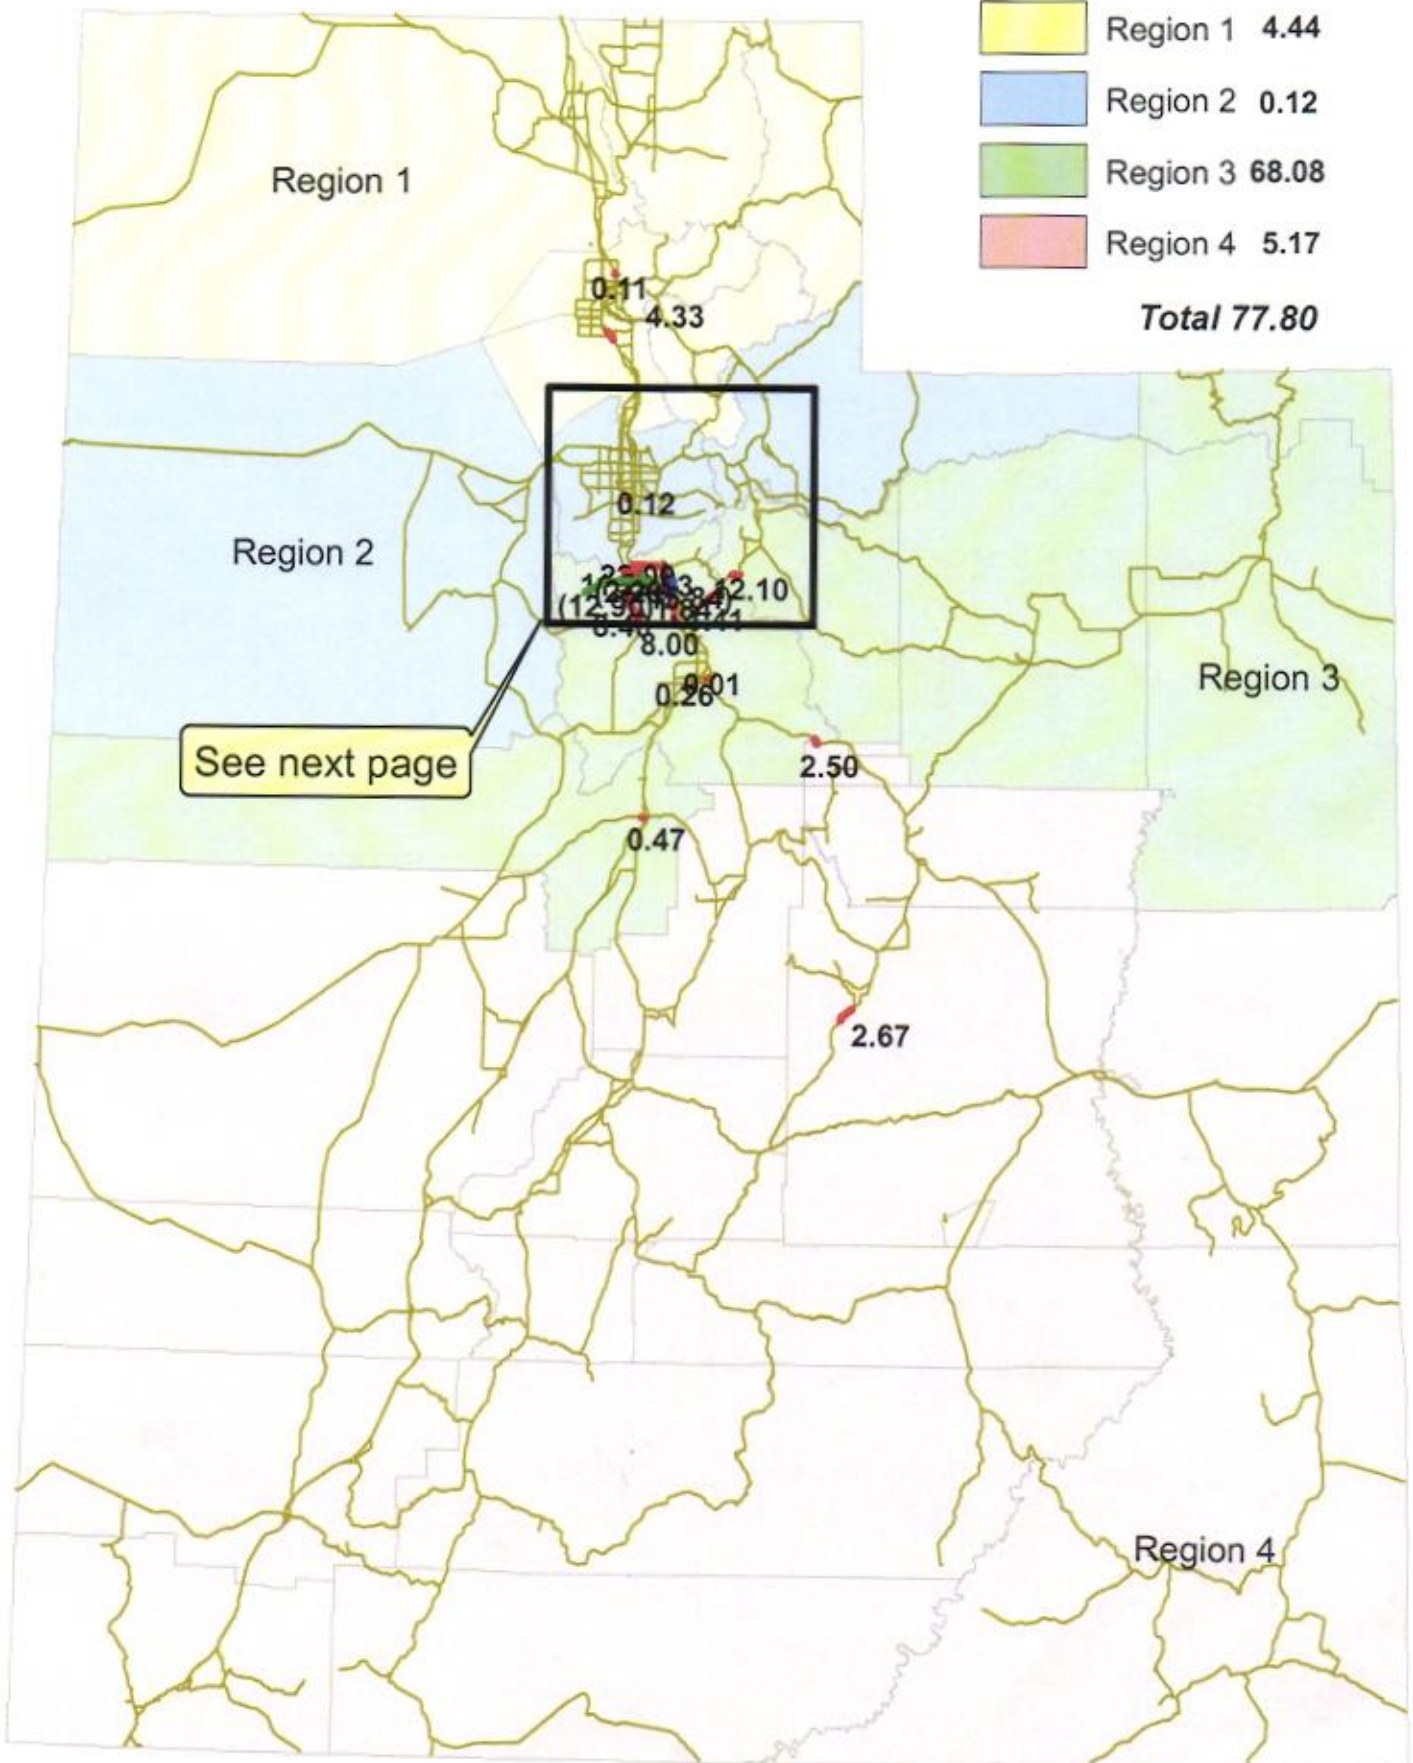 Region 1 4.44
Region 2 0.12
Region 3 68.08
Region 4 5.17
Total 77.80
Region 1
0.11
4.33
0.12
Region 2
12.10
8.00
Region 3
0.01
0.26
See next page
2.50
0.47
2.67
Region 4